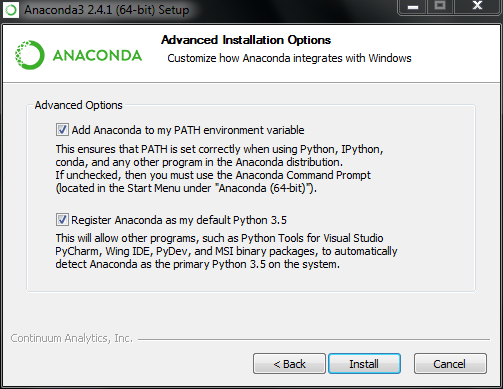 Anaconda3 2.4.1 (64-bit) Setup
ANACONDA
Advanced Installation Options
Customize how Anaconda integrates with Windows
Advanced Options
Add Anaconda to my PATH environment variable
This ensures that PATH is set correctly when using Python, IPython,
conda, and any other program in the Anaconda distribution.
If unchecked, then you must use the Anaconda Command Prompt
(located in the Start Menu under "Anaconda (64-bit)").
Register Anaconda as my default Python 3.5
This will allow other programs, such as Python Tools for Visual Studio
PyCharm, Wing IDE, PyDev, and MSI binary packages, to automatically
detect Anaconda as the primary Python 3.5 on the system.
Continuum Analytics, Inc.
< Back Install Cancel